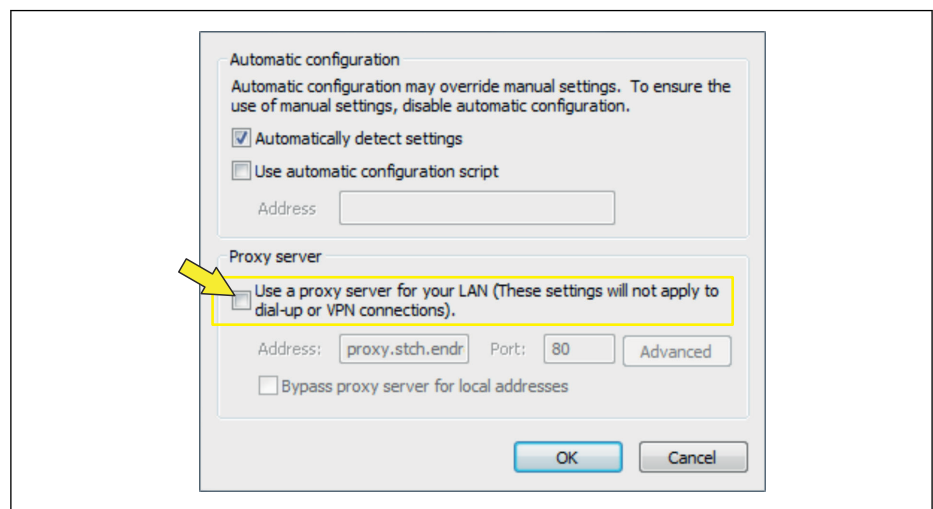 Automatic configuration
Automatic configuration may override manual settings. To ensure the
use of manual settings, disable automatic configuration.
Automatically detect settings
Use automatic configuration script
Address
Proxy server
Use a proxy server for your LAN (These settings will not apply to
dial-up or VPN connections).
Address: proxy.stch.endr Port: 80 Advanced
Bypass proxy server for local addresses
OK Cancel